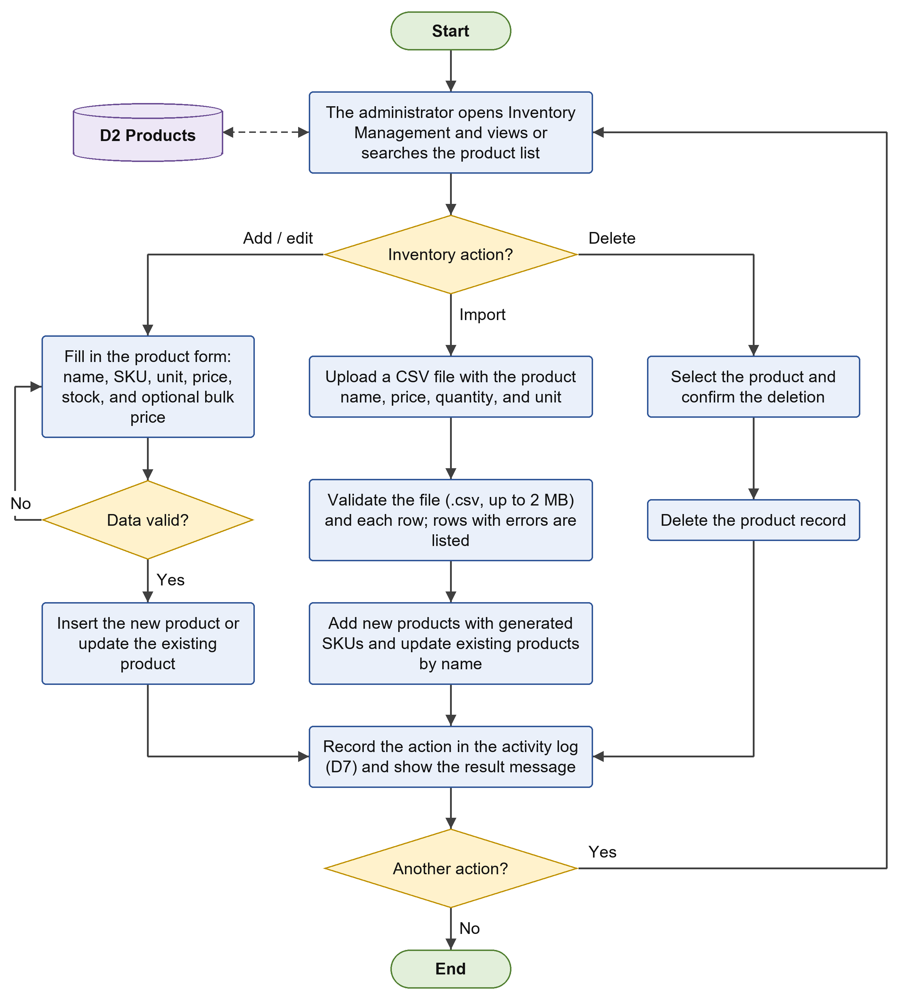 Start
The administrator opens Inventory
Management and views or
searches the product list
D2 Products
Inventory action?
Add / edit
Import
Delete
Fill in the product form:
name, SKU, unit, price,
stock, and optional bulk
price
Upload a CSV file with the product
name, price, quantity, and unit
Select the product and
confirm the deletion
No
Data valid?
Validate the file (.csv, up to 2 MB)
and each row; rows with errors are
listed
Delete the product record
Yes
Insert the new product or
update the existing
product
Add new products with generated
SKUs and update existing products
by name
Record the action in the activity log
(D7) and show the result message
Another action?
Yes
No
End